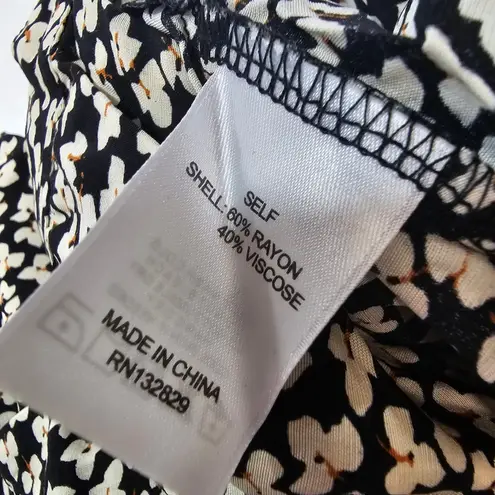 SELF
SHELL: 60% RAYON
40% VISCOSE
MADE IN CHINA
RN132829